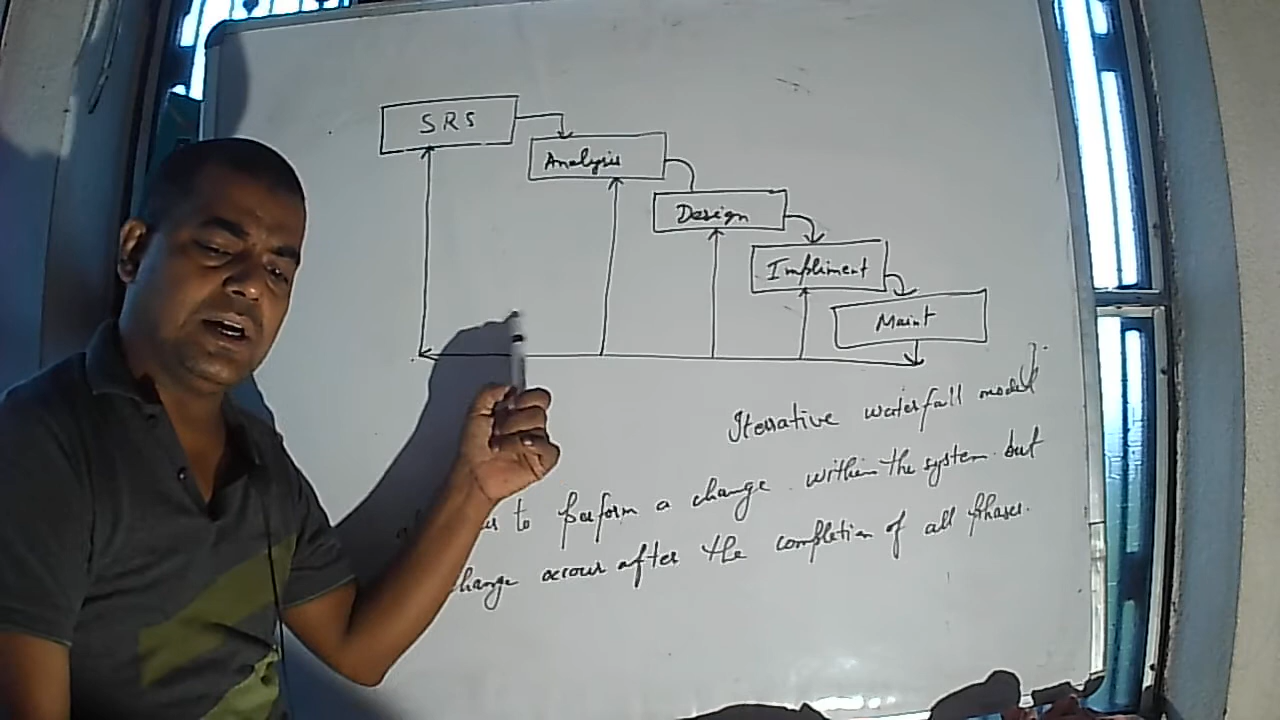 SRS
Analysis
Design
Impliment
Maint
Iterative waterfall model
to perform a change within the system but
change occour after the completion of all phases.